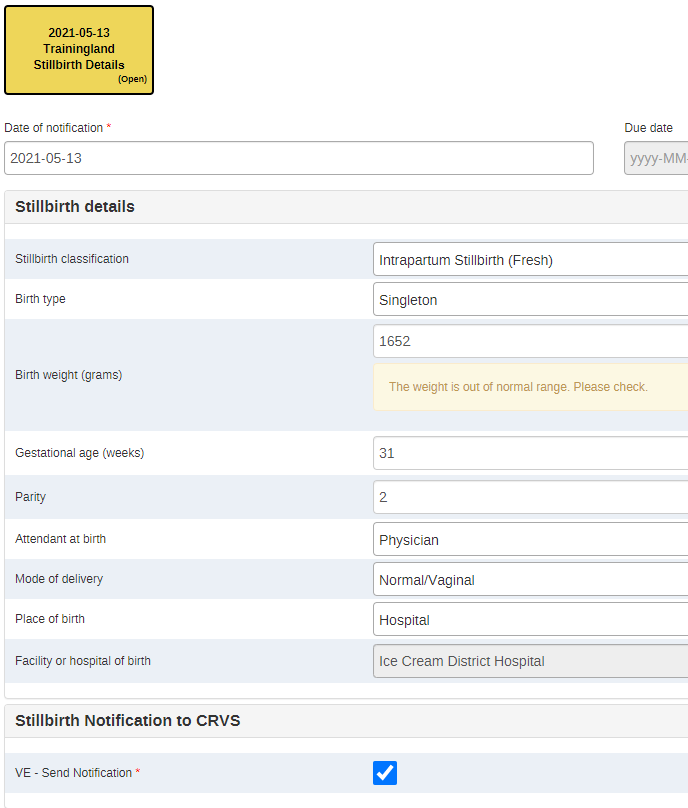 2021-05-13
Trainingland
Stillbirth Details
(Open)
Date of notification *
Due date
2021-05-13
yyyy-MM-
Stillbirth details
Stillbirth classification
Intrapartum Stillbirth (Fresh)
Birth type
Singleton
1652
Birth weight (grams)
The weight is out of normal range. Please check.
Gestational age (weeks)
31
Parity
2
Attendant at birth
Physician
Mode of delivery
Normal/Vaginal
Place of birth
Hospital
Facility or hospital of birth
Ice Cream District Hospital
Stillbirth Notification to CRVS
VE - Send Notification *